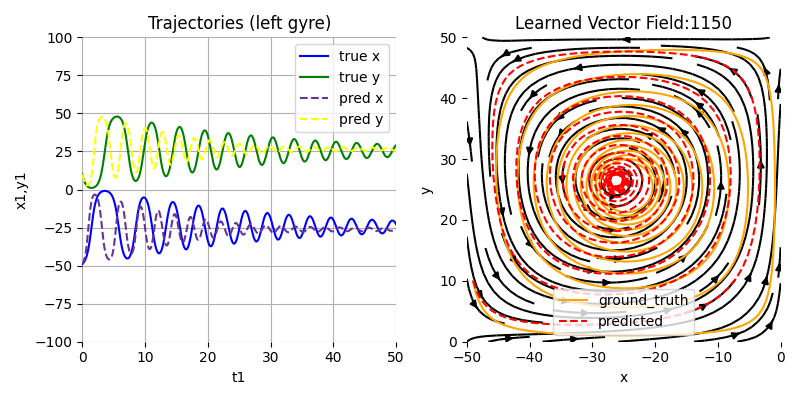 Trajectories (left gyre)
100
75
50
25
0
−25
−50
−75
−100
x1,y1
0
10
20
30
40
50
t1
true x
true y
pred x
pred y
Learned Vector Field:1150
50
40
30
20
10
0
y
−50
−40
−30
−20
−10
0
x
ground_truth
predicted